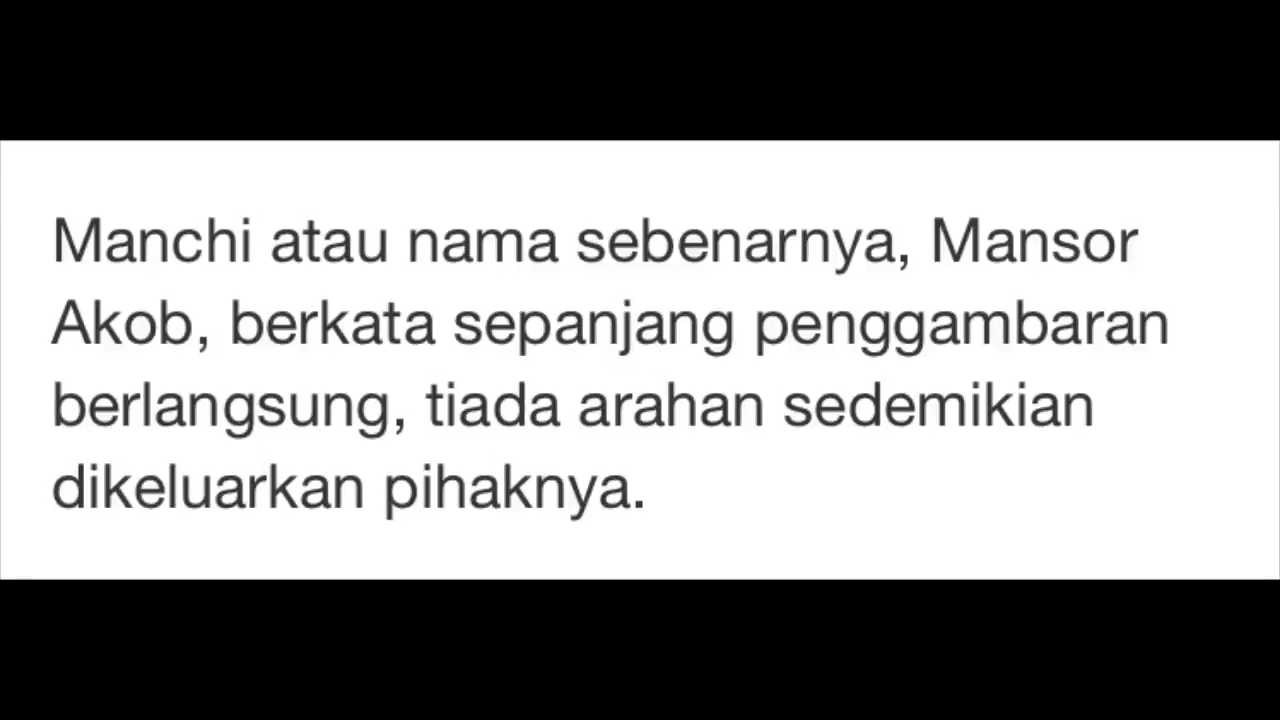 Manchi atau nama sebenarnya, Mansor
Akob, berkata sepanjang penggambaran
berlangsung, tiada arahan sedemikian
dikeluarkan pihaknya.